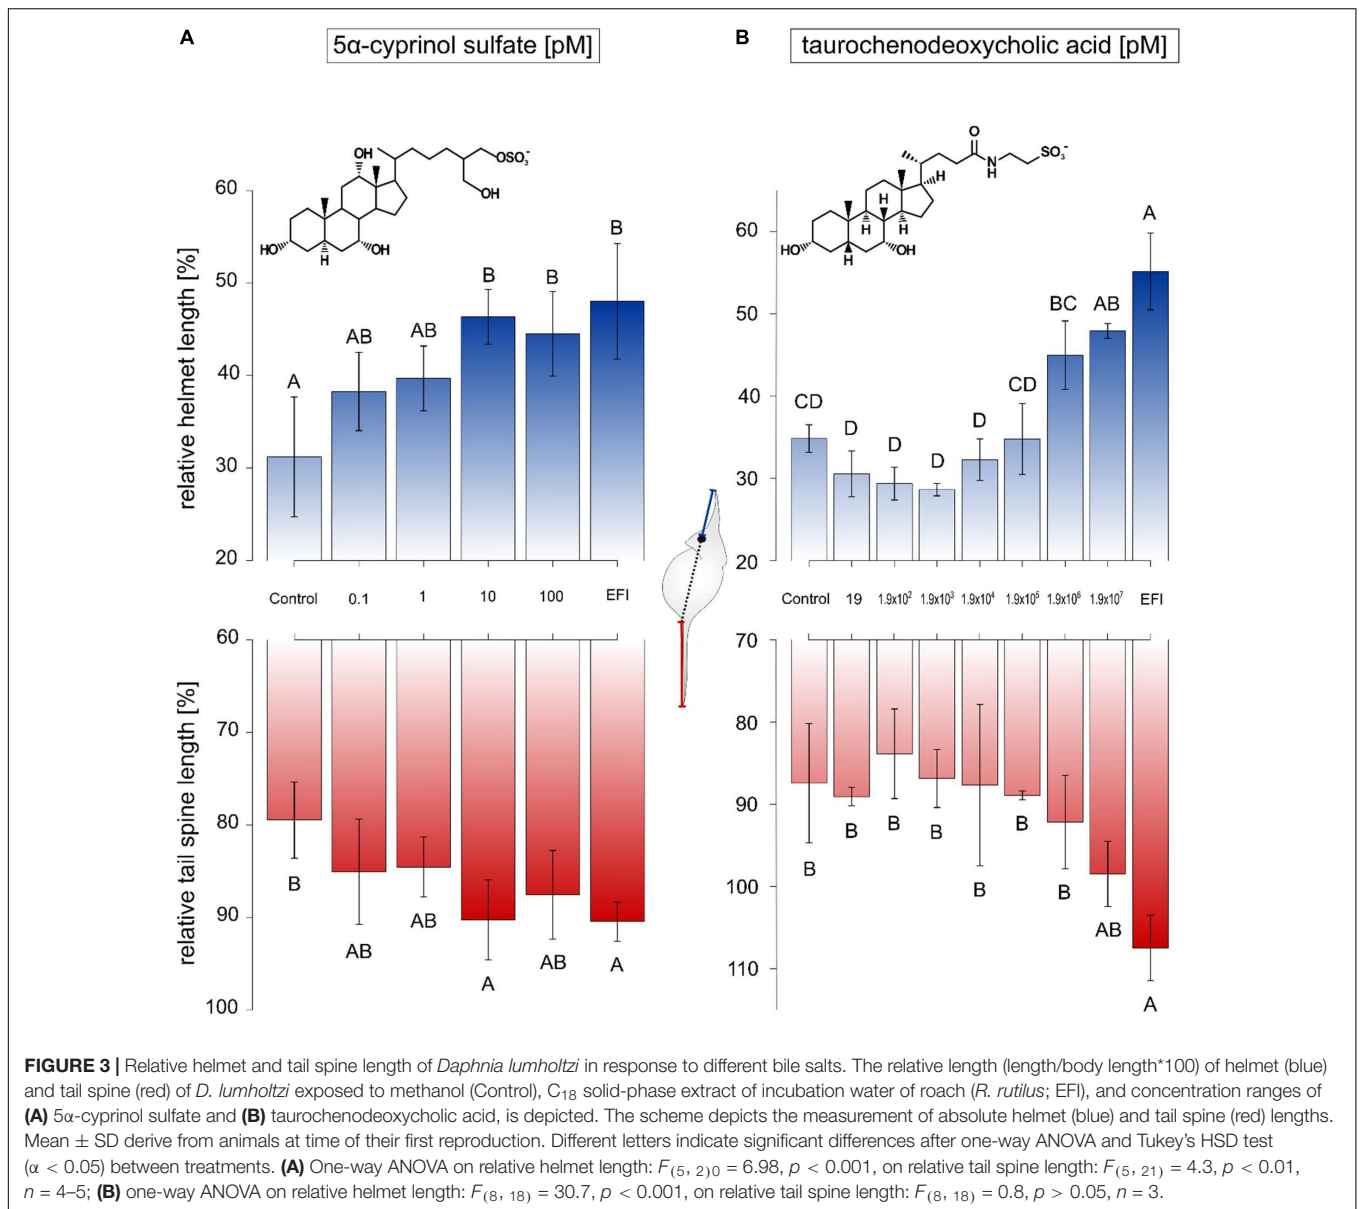 A
5α-cyprinol sulfate [pM]
OH
OSO₃⁻
OH
HO
OH
H
relative helmet length [%]
60
50
40
30
20
A
AB
AB
B
B
B
Control
0.1
1
10
100
EFI
relative tail spine length [%]
60
70
80
90
100
B
AB
AB
A
AB
A
B
taurochenodeoxycholic acid [pM]
O
SO₃⁻
N
H
H
H
H
H
HO
OH
H
60
50
40
30
20
CD
D
D
D
D
CD
BC
AB
A
Control
19
1.9x10²
1.9x10³
1.9x10⁴
1.9x10⁵
1.9x10⁶
1.9x10⁷
EFI
70
80
90
100
110
B
B
B
B
B
B
B
AB
A
FIGURE 3 | Relative helmet and tail spine length of Daphnia lumholtzi in response to different bile salts. The relative length (length/body length*100) of helmet (blue)
and tail spine (red) of D. lumholtzi exposed to methanol (Control), C₁₈ solid-phase extract of incubation water of roach (R. rutilus; EFI), and concentration ranges of
(A) 5α-cyprinol sulfate and (B) taurochenodeoxycholic acid, is depicted. The scheme depicts the measurement of absolute helmet (blue) and tail spine (red) lengths.
Mean ± SD derive from animals at time of their first reproduction. Different letters indicate significant differences after one-way ANOVA and Tukey's HSD test
(α < 0.05) between treatments. (A) One-way ANOVA on relative helmet length: F₍₅, ₂₎0 = 6.98, p < 0.001, on relative tail spine length: F₍₅, ₂₁₎ = 4.3, p < 0.01,
n = 4–5; (B) one-way ANOVA on relative helmet length: F₍₈, ₁₈₎ = 30.7, p < 0.001, on relative tail spine length: F₍₈, ₁₈₎ = 0.8, p > 0.05, n = 3.